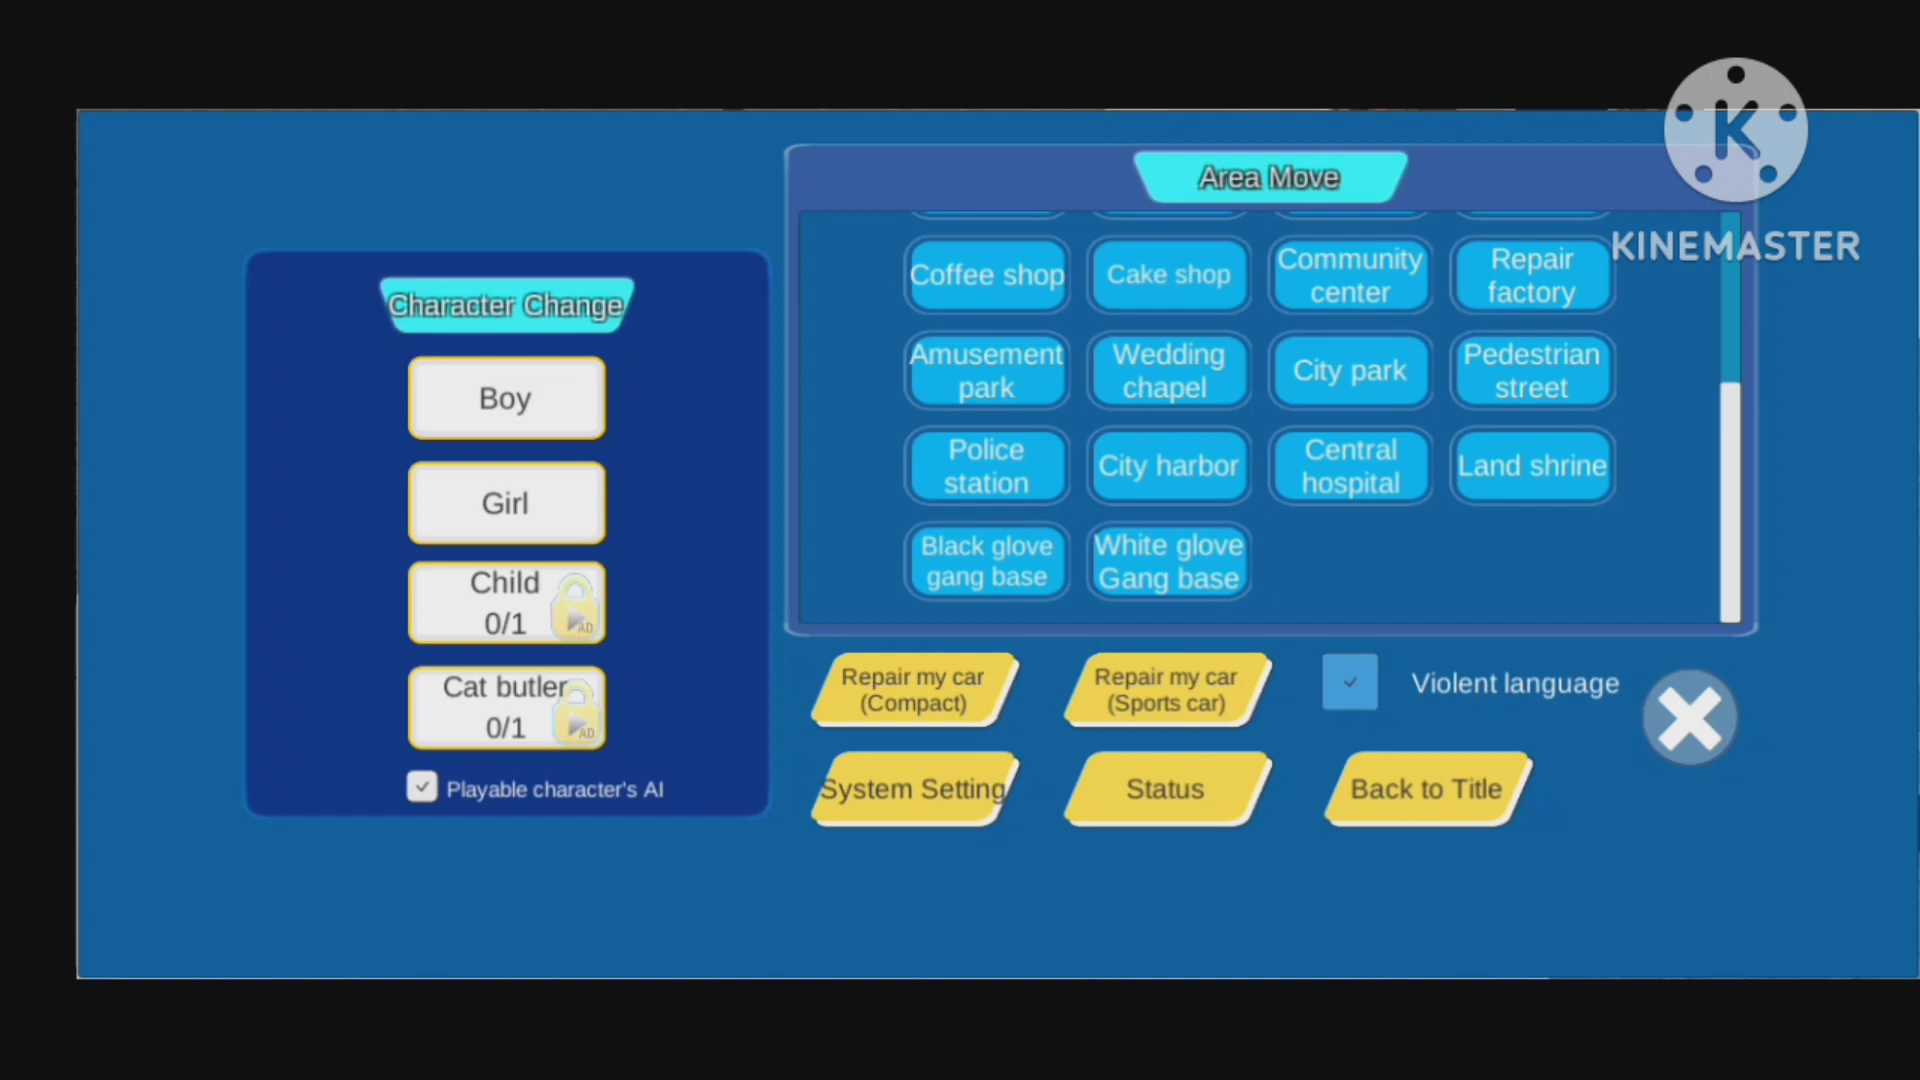 K
KINEMASTER
Area Move
Coffee shop
Cake shop
Community
center
Repair
factory
Amusement
park
Wedding
chapel
City park
Pedestrian
street
Police
station
City harbor
Central
hospital
Land shrine
Black glove
gang base
White glove
Gang base
Character Change
Boy
Girl
Child
0/1
AD
Cat butler
0/1
AD
Playable character's AI
Repair my car
(Compact)
Repair my car
(Sports car)
Violent language
System Setting
Status
Back to Title